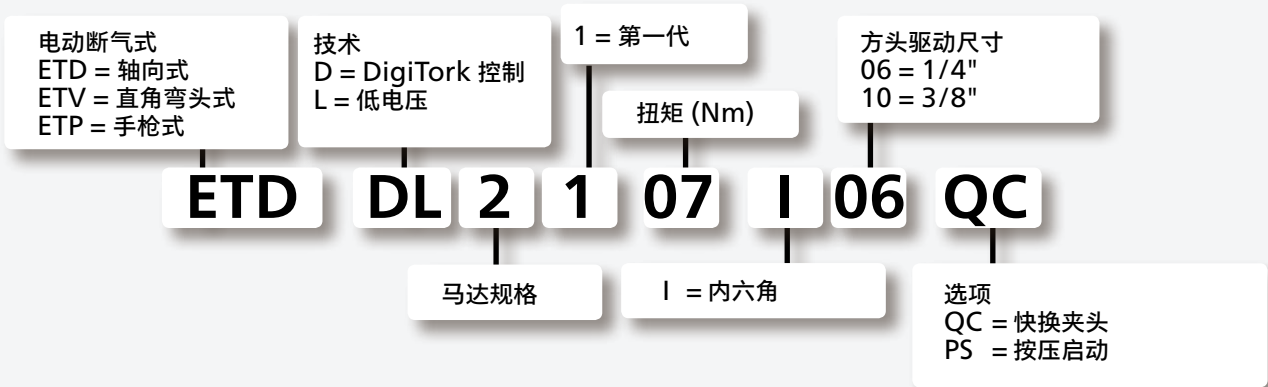 电动断气式
ETD = 轴向式
ETV = 直角弯头式
ETP = 手枪式
技术
D = DigiTork 控制
L = 低电压
1 = 第一代
扭矩 (Nm)
方头驱动尺寸
06 = 1/4"
10 = 3/8"
ETD DL 2 1 07 I 06 QC
马达规格
I = 内六角
选项
QC = 快换夹头
PS = 按压启动